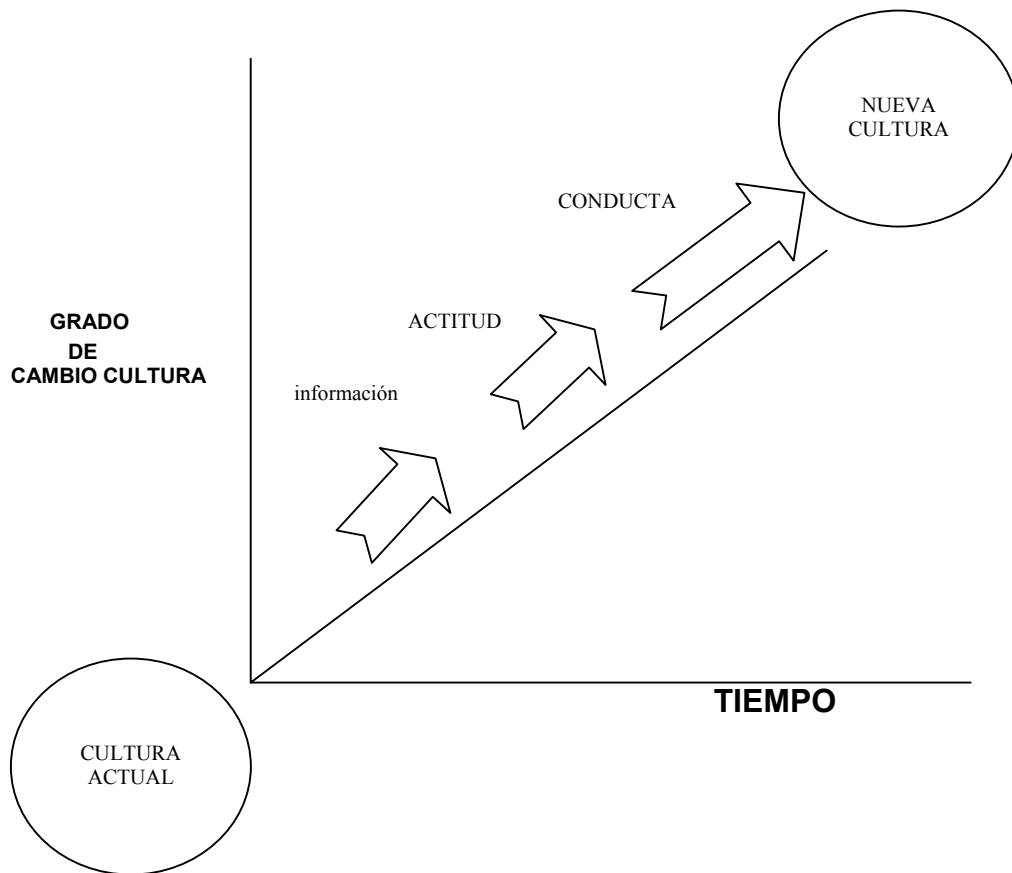 NUEVA
CULTURA
CONDUCTA
ACTITUD
GRADO
DE
CAMBIO CULTURA
información
TIEMPO
CULTURA
ACTUAL